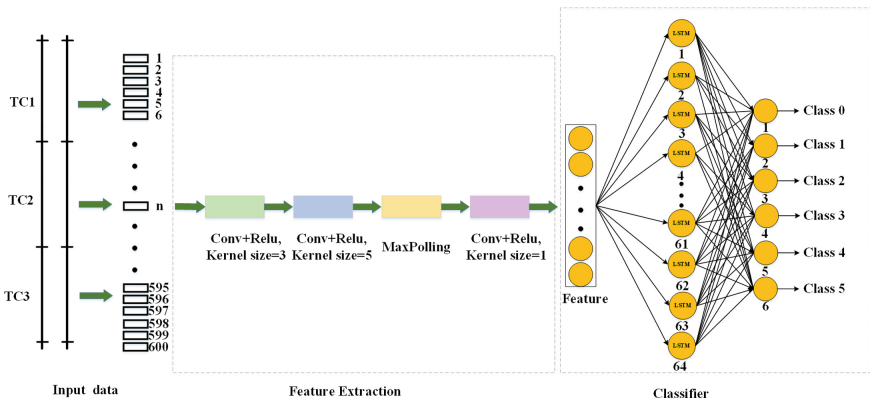 TC1
TC2
TC3
1
2
3
4
5
6
n
595
596
597
598
599
600
Input data
Conv+Relu,
Kernel size=3
Conv+Relu,
Kernel size=5
MaxPolling
Conv+Relu,
Kernel size=1
Feature Extraction
Feature
LSTM
1
LSTM
2
LSTM
3
LSTM
4
LSTM
61
LSTM
62
LSTM
63
LSTM
64
1
2
3
4
5
6
Class 0
Class 1
Class 2
Class 3
Class 4
Class 5
Classifier